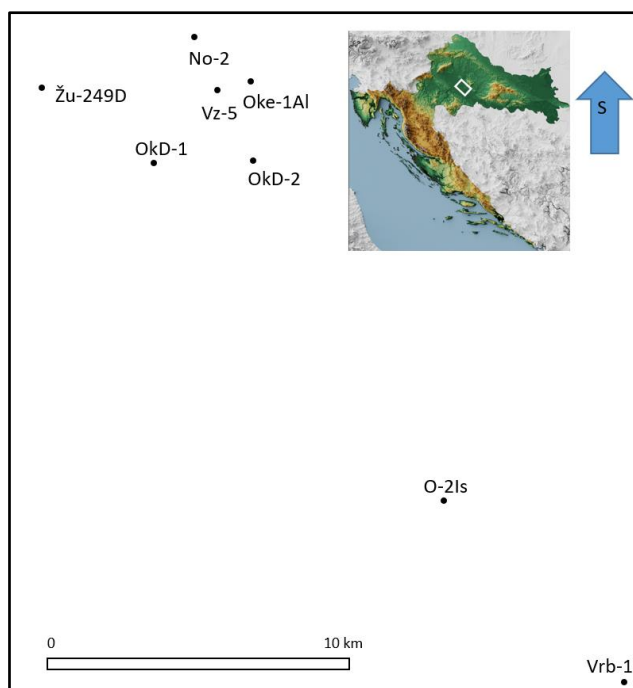 No-2
Žu-249D
Vz-5
Oke-1Al
S
OkD-1
OkD-2
O-2Is
0
10 km
Vrb-1